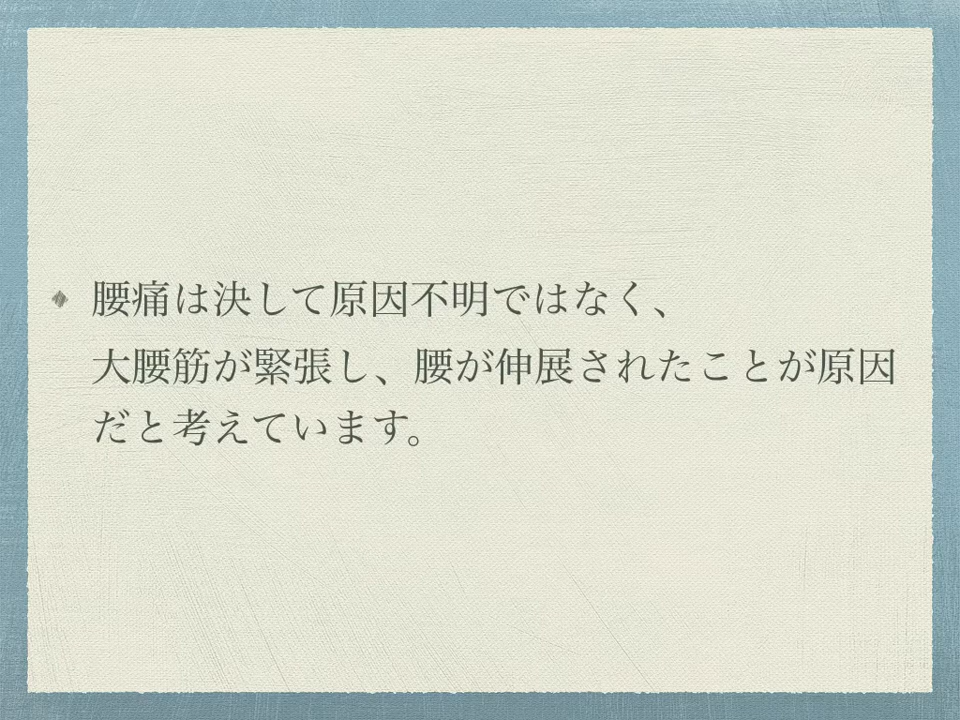 腰痛は決して原因不明ではなく、
大腰筋が緊張し、腰が伸展されたことが原因
だと考えています。